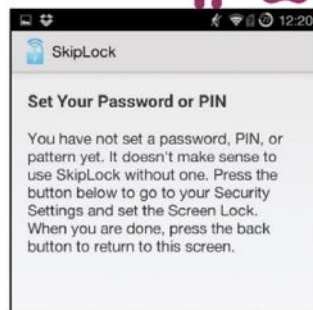 12:20
SkipLock
Set Your Password or PIN
You have not set a password, PIN, or
pattern yet. It doesn't make sense to
use SkipLock without one. Press the
button below to go to your Security
Settings and set the Screen Lock.
When you are done, press the back
button to return to this screen.